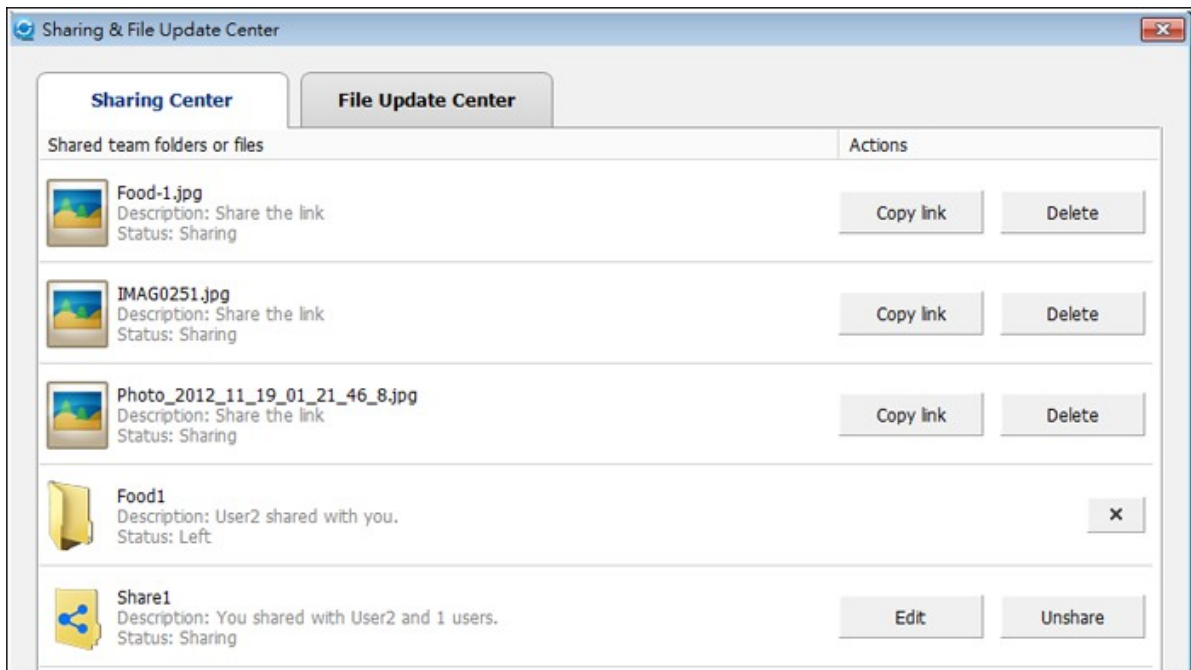 Sharing & File Update Center
Sharing Center
File Update Center
Shared team folders or files
Actions
Food-1.jpg
Description: Share the link
Status: Sharing
Copy link
Delete
IMAG0251.jpg
Description: Share the link
Status: Sharing
Copy link
Delete
Photo_2012_11_19_01_21_46_8.jpg
Description: Share the link
Status: Sharing
Copy link
Delete
Food1
Description: User2 shared with you.
Status: Left
Share1
Description: You shared with User2 and 1 users.
Status: Sharing
Edit
Unshare